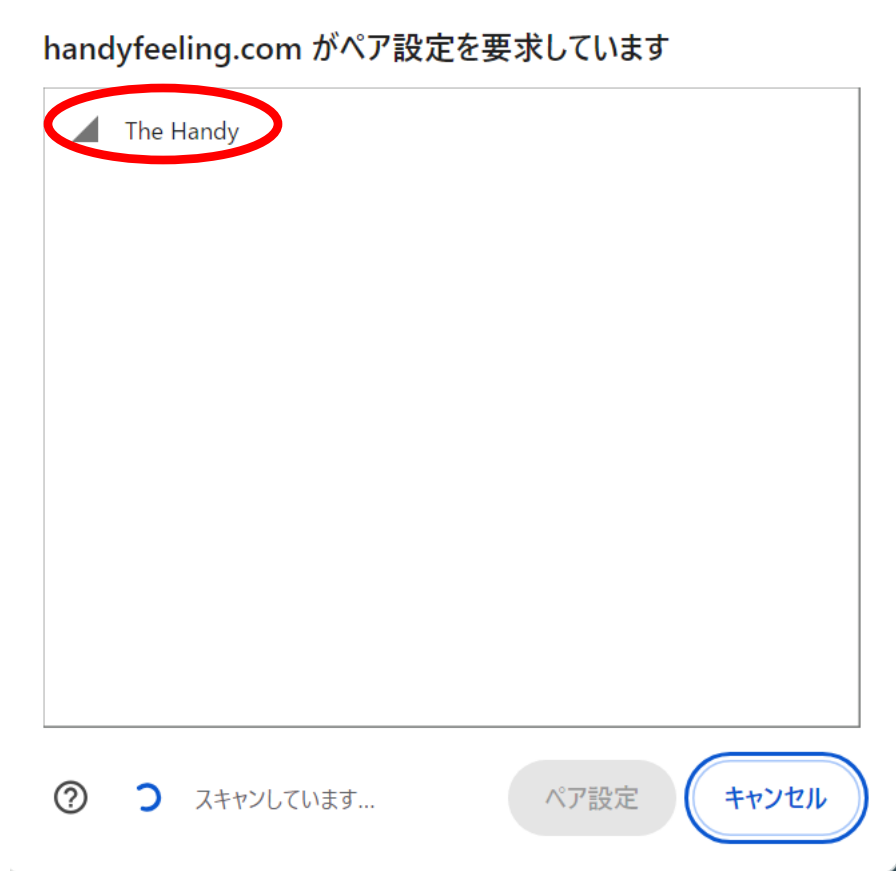 handyfeeling.com がペア設定を要求しています
The Handy
スキャンしています...
ペア設定
キャンセル